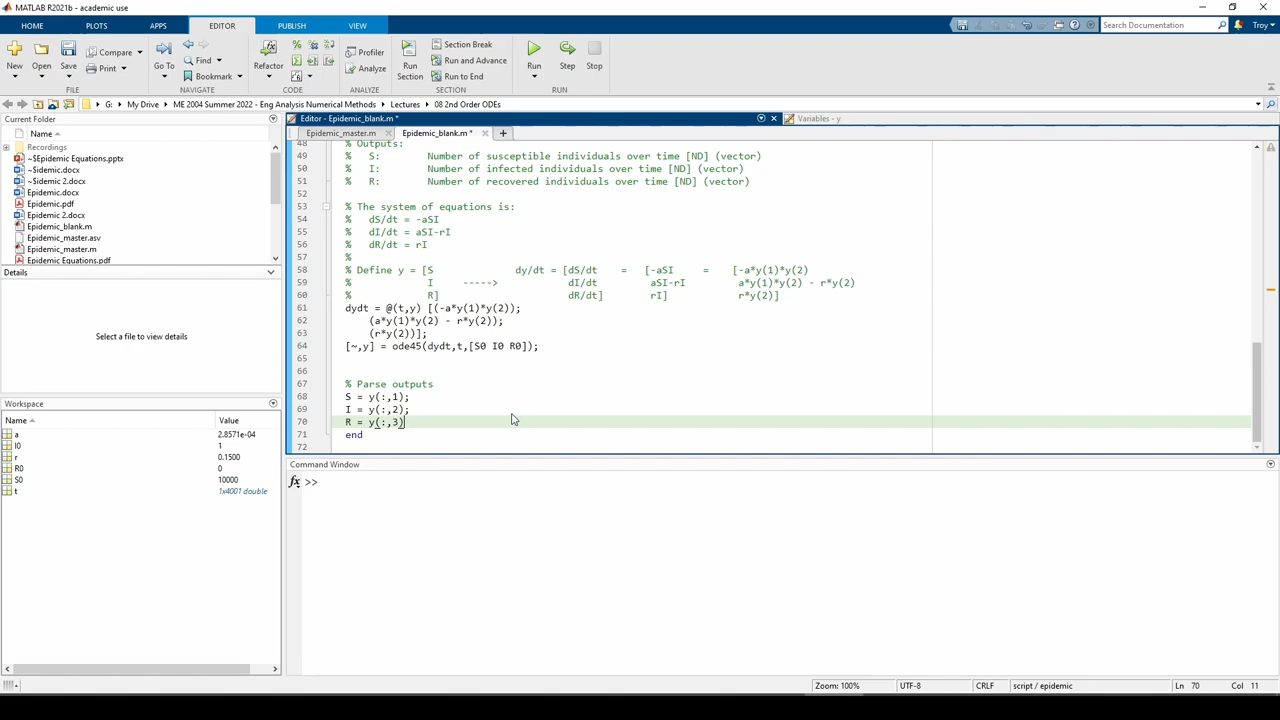 MATLAB R2021b - academic use
HOME PLOTS APPS EDITOR PUBLISH VIEW Search Documentation Troy
New Open Save Compare Print Go To Find Bookmark Refactor Profiler Analyze Run Section Section Break Run and Advance Run to End Run Step Stop
FILE NAVIGATE CODE ANALYZE SECTION RUN
G: ▸ My Drive ▸ ME 2004 Summer 2022 - Eng Analysis Numerical Methods ▸ Lectures ▸ 08 2nd Order ODEs
Current Folder
Name
Recordings
~$Epidemic Equations.pptx
~$idemic.docx
~$idemic 2.docx
Epidemic.docx
Epidemic.pdf
Epidemic 2.docx
Epidemic_blank.m
Epidemic_master.asv
Epidemic_master.m
Epidemic Equations.pdf
Details
Select a file to view details
Workspace
Name Value
a 2.8571e-04
I0 1
r 0.1500
R0 0
S0 10000
t 1x4001 double
Editor - Epidemic_blank.m * Variables - y
Epidemic_master.m Epidemic_blank.m *
48 % Outputs:
49 % S: Number of susceptible individuals over time [ND] (vector)
50 % I: Number of infected individuals over time [ND] (vector)
51 % R: Number of recovered individuals over time [ND] (vector)
52
53 % The system of equations is:
54 % dS/dt = -aSI
55 % dI/dt = aSI-rI
56 % dR/dt = rI
57 %
58 % Define y = [S dy/dt = [dS/dt = [-aSI = [-a*y(1)*y(2)
59 % I -----> dI/dt aSI-rI a*y(1)*y(2) - r*y(2)
60 % R] dR/dt] rI] r*y(2)]
61 dydt = @(t,y) [(-a*y(1)*y(2));
62 (a*y(1)*y(2) - r*y(2));
63 (r*y(2))];
64 [~,y] = ode45(dydt,t,[S0 I0 R0]);
65
66
67 % Parse outputs
68 S = y(:,1);
69 I = y(:,2);
70 R = y(:,3)
71 end
72
Command Window
fx >>
Zoom: 100% UTF-8 CRLF script / epidemic Ln 70 Col 11